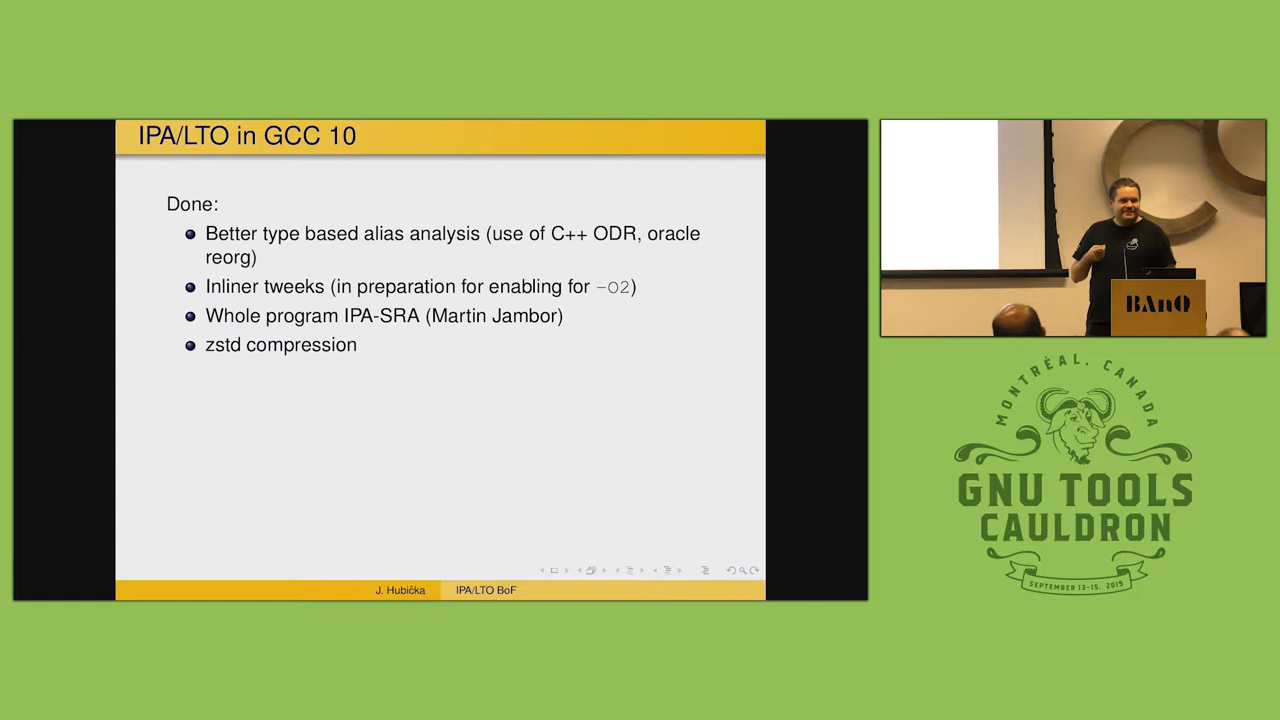 IPA/LTO in GCC 10
Done:
Better type based alias analysis (use of C++ ODR, oracle
reorg)
Inliner tweeks (in preparation for enabling for -O2)
Whole program IPA-SRA (Martin Jambor)
zstd compression
J. Hubička
IPA/LTO BoF
BAnQ
MONTRÉAL, CANADA
GNU TOOLS
CAULDRON
SEPTEMBER 13-15, 2019